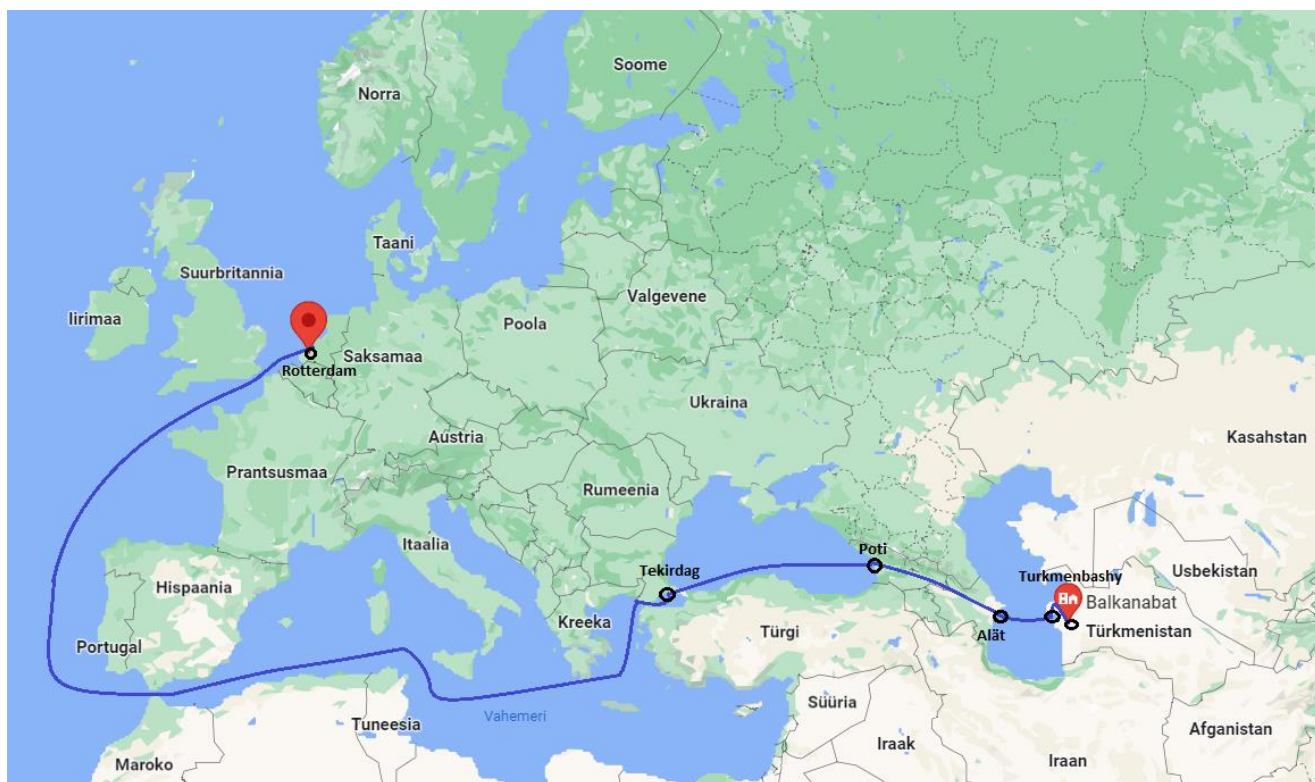 Soome
Norra
Taani
Suurbritannia
Iirimaa
Valgevene
Poola
Saksamaa
Rotterdam
Ukraina
Austria
Kasahstan
Prantsusmaa
Rumeenia
Itaalia
Poti
Tekirdag
Turkmenbashy
Usbekistan
Hispaania
Balkanabat
Kreeka
Alät
Türkmenistan
Türgi
Portugal
Süüria
Vahemeri
Tuneesia
Afganistan
Iraak
Maroko
Iraan